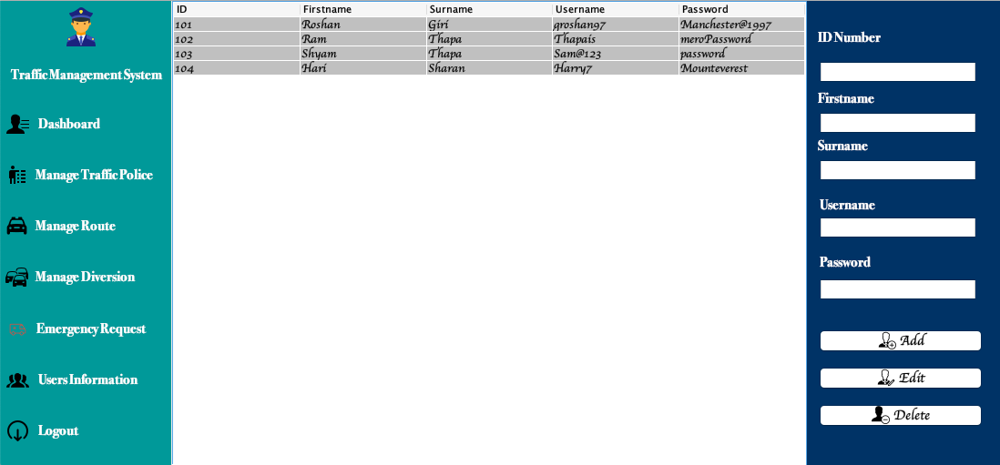 Traffic Management System
Dashboard
Manage Traffic Police
Manage Route
Manage Diversion
Emergency Request
Users Information
Logout
ID Firstname Surname Username Password
101 Roshan Giri groshan97 Manchester@1997
102 Ram Thapa Thapais meroPassword
103 Shyam Thapa Sam@123 password
104 Hari Sharan Harry7 Mounteverest
ID Number
Firstname
Surname
Username
Password
Add
Edit
Delete